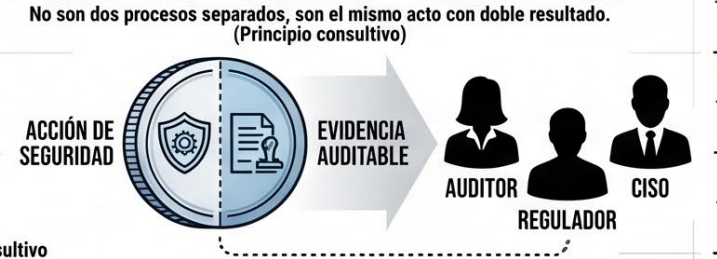 No son dos procesos separados, son el mismo acto con doble resultado.
(Principio consultivo)
ACCIÓN DE
SEGURIDAD
EVIDENCIA
AUDITABLE
AUDITOR
REGULADOR
CISO
sultivo